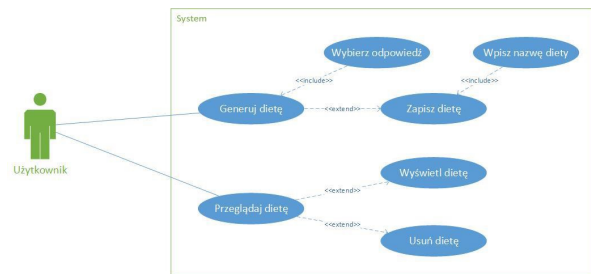 System
Wybierz odpowiedź
Wpisz nazwę diety
<<include>>
<<include>>
Generuj dietę
<<extend>>
Zapisz dietę
Użytkownik
Wyświetl dietę
<<extend>>
Przeglądaj dietę
<<extend>>
Usuń dietę